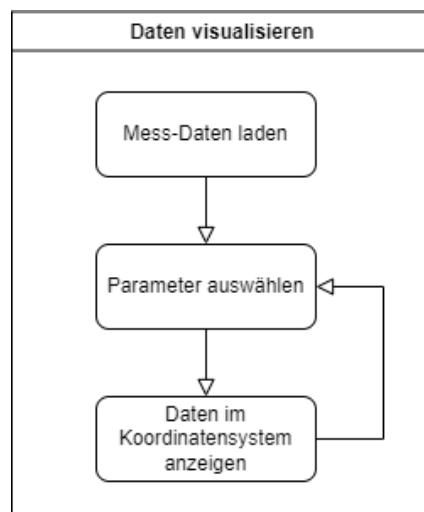 Daten visualisieren
Mess-Daten laden
Parameter auswählen
Daten im
Koordinatensystem
anzeigen